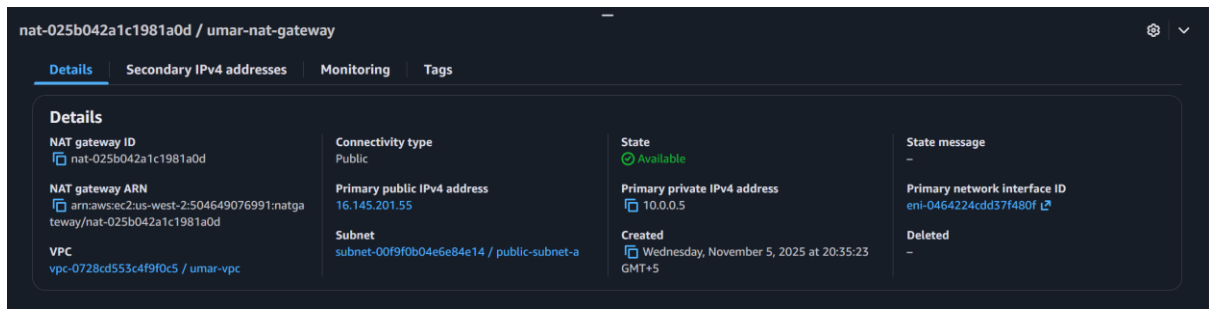 nat-025b042a1c1981a0d / umar-nat-gateway
Details
Secondary IPv4 addresses
Monitoring
Tags
Details
NAT gateway ID
nat-025b042a1c1981a0d
Connectivity type
Public
State
Available
State message
–
NAT gateway ARN
arn:aws:ec2:us-west-2:504649076991:natga
teway/nat-025b042a1c1981a0d
Primary public IPv4 address
16.145.201.55
Primary private IPv4 address
10.0.0.5
Primary network interface ID
eni-0464224cdd37f480f
VPC
vpc-0728cd553c4f9f0c5 / umar-vpc
Subnet
subnet-00f9f0b04e6e84e14 / public-subnet-a
Created
Wednesday, November 5, 2025 at 20:35:23
GMT+5
Deleted
–